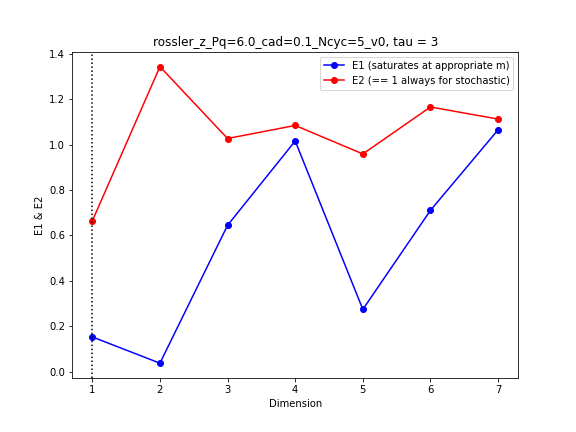 rossler_z_Pq=6.0_cad=0.1_Ncyc=5_v0, tau = 3
E1 (saturates at appropriate m)
E2 (== 1 always for stochastic)
E1 & E2
1.4
1.2
1.0
0.8
0.6
0.4
0.2
0.0
1 2 3 4 5 6 7
Dimension